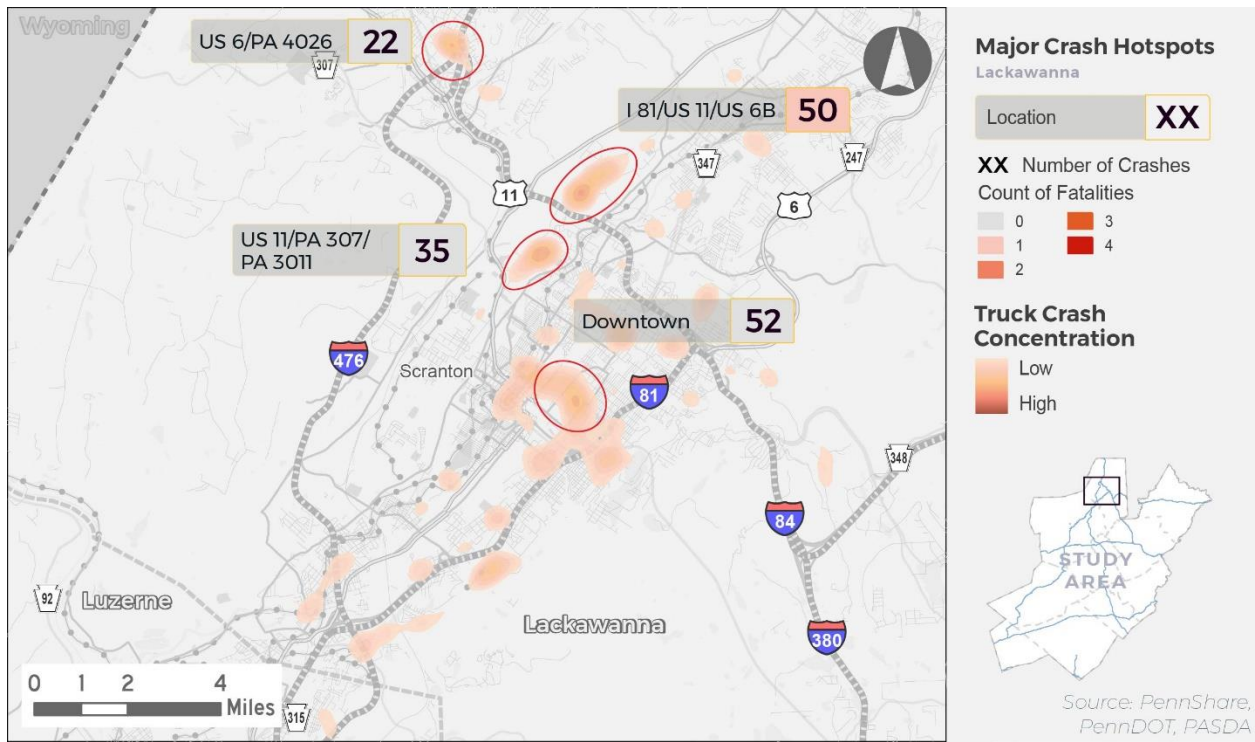 Wyoming
US 6/PA 4026 22
307
I 81/US 11/US 6B 50
347
247
11
6
US 11/PA 307/
PA 3011
35
Downtown 52
476
Scranton
81
348
84
92
Luzerne
Lackawanna
380
0 1 2 4
Miles
315
Major Crash Hotspots
Lackawanna
Location XX
XX Number of Crashes
Count of Fatalities
0 3
1 4
2
Truck Crash
Concentration
Low
High
STUDY
AREA
Source: PennShare,
PennDOT, PASDA